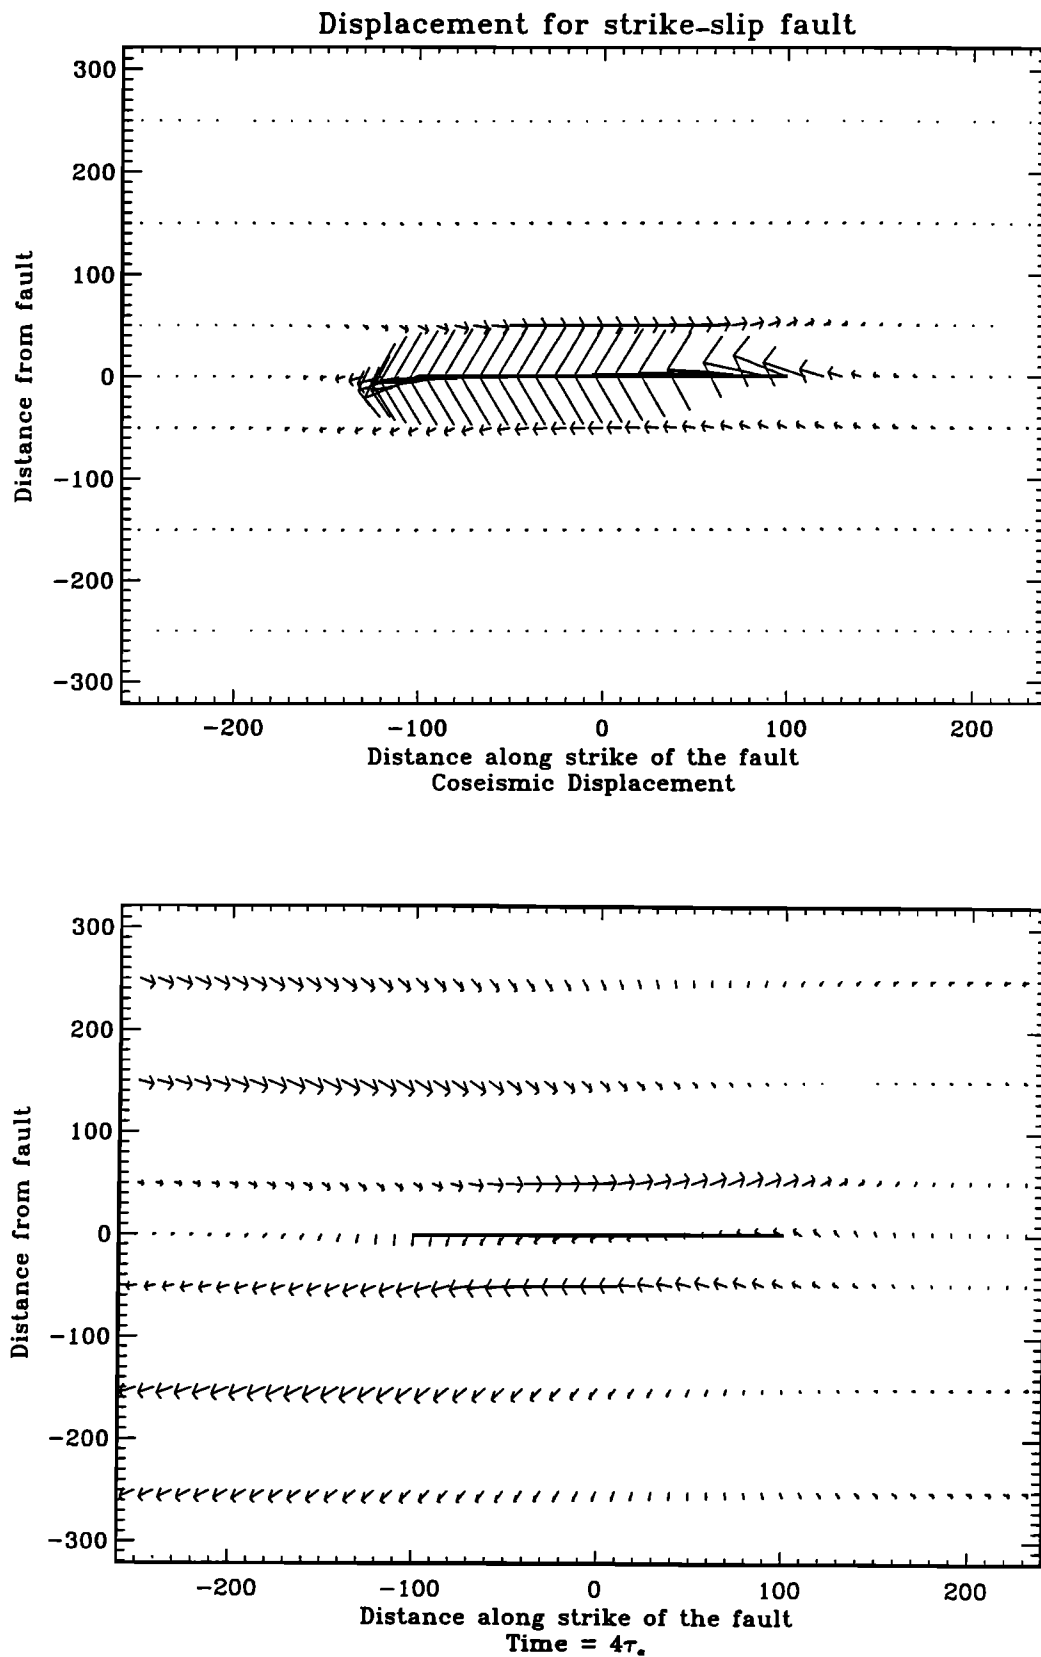 Displacement for strike-slip fault
300
200
100
0
-100
-200
-300
Distance from fault
-200 -100 0 100 200
Distance along strike of the fault
Coseismic Displacement
300
200
100
0
-100
-200
-300
Distance from fault
-200 -100 0 100 200
Distance along strike of the fault
Time = 4τ